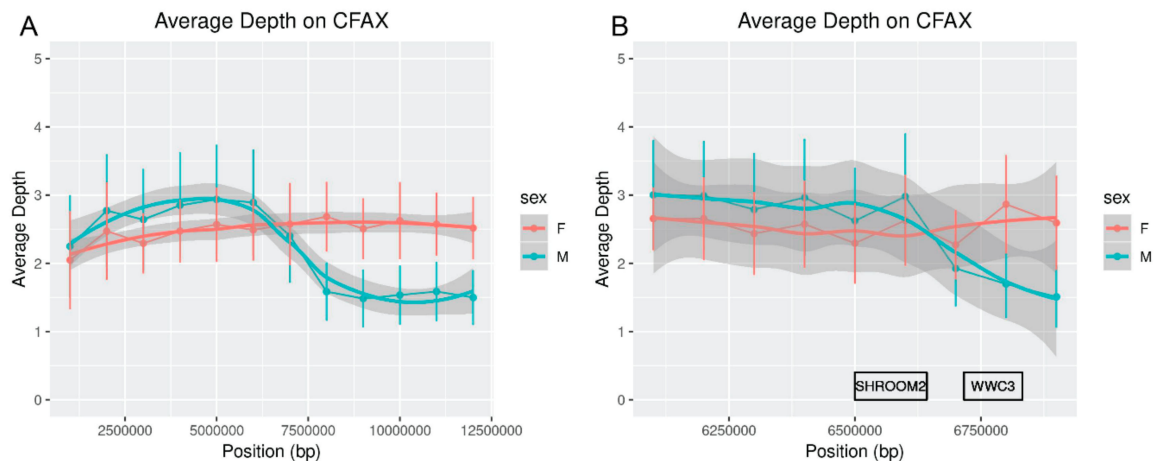 A
Average Depth on CFAX
5
4
3
2
1
0
Average Depth
2500000 5000000 7500000 10000000 12500000
Position (bp)
sex
F
M
B
Average Depth on CFAX
5
4
3
2
1
0
Average Depth
SHROOM2 WWC3
6250000 6500000 6750000
Position (bp)
sex
F
M